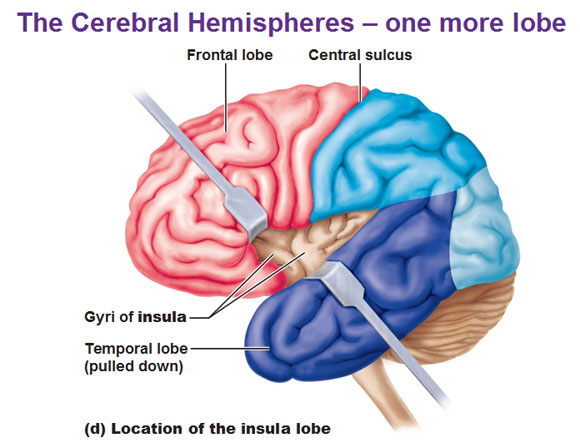 The Cerebral Hemispheres – one more lobe
Frontal lobe
Central sulcus
Gyri of insula
Temporal lobe
(pulled down)
(d) Location of the insula lobe